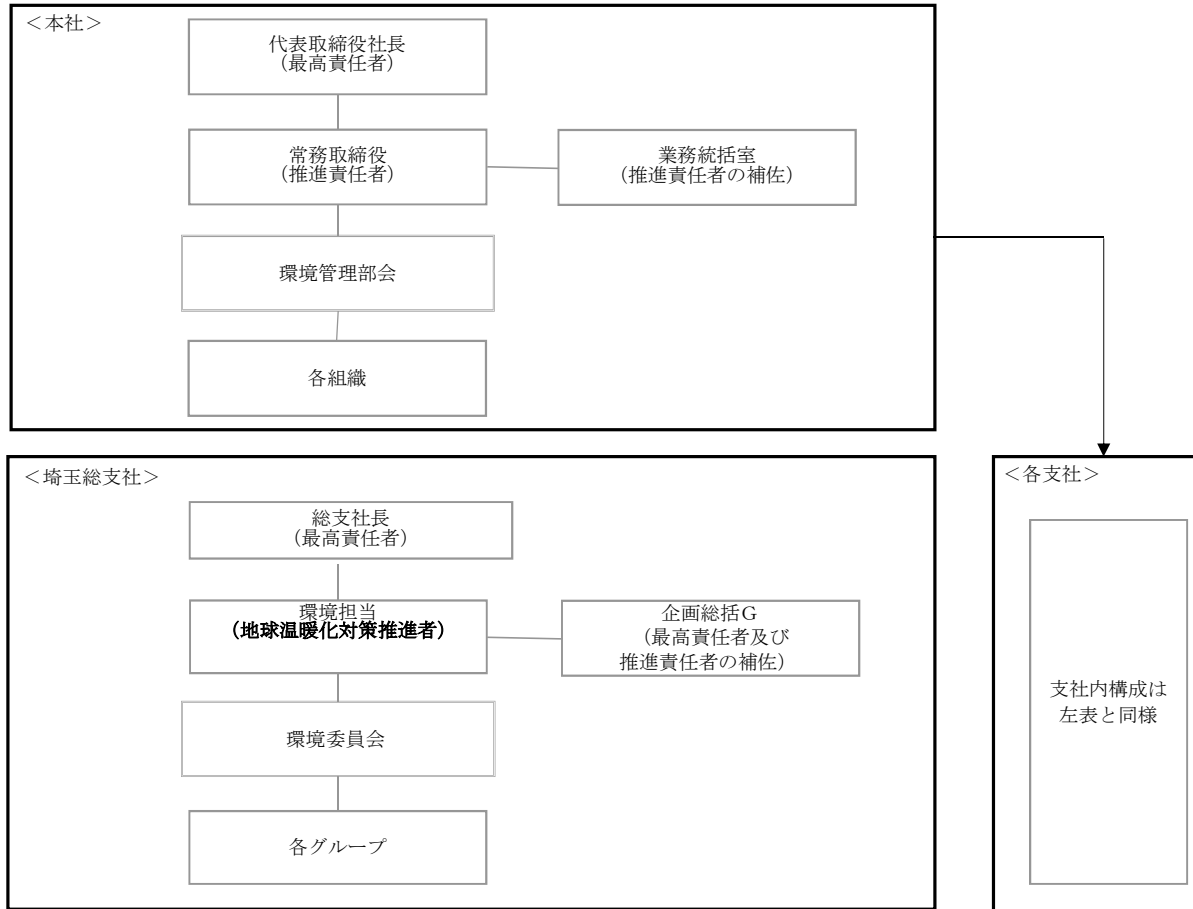 ＜本社＞
代表取締役社長
（最高責任者）
常務取締役
（推進責任者）
業務統括室
（推進責任者の補佐）
環境管理部会
各組織
＜埼玉総支社＞
総支社長
（最高責任者）
環境担当
（地球温暖化対策推進者）
企画総括G
（最高責任者及び
推進責任者の補佐）
環境委員会
各グループ
＜各支社＞
支社内構成は
左表と同様